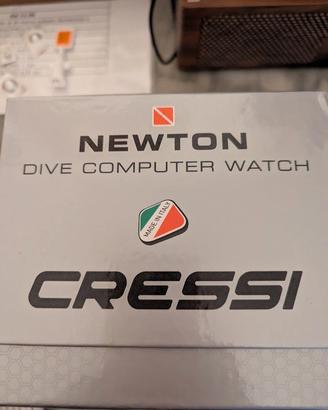 NEWTON
DIVE COMPUTER WATCH
MADE IN ITALY
CRESSI